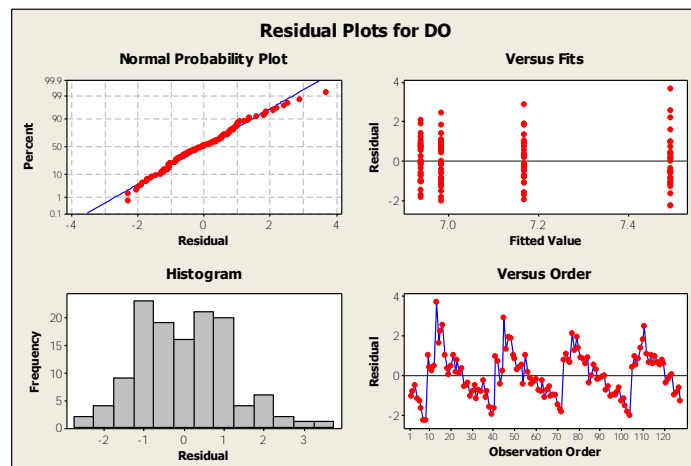 Residual Plots for DO
Normal Probability Plot
99.9
99
90
50
10
1
0.1
Percent
-4 -2 0 2 4
Residual
Versus Fits
4
2
0
-2
Residual
7.0 7.2 7.4
Fitted Value
Histogram
20
15
10
5
0
Frequency
-2 -1 0 1 2 3
Residual
Versus Order
4
2
0
-2
Residual
1 10 20 30 40 50 60 70 80 90 100 110 120
Observation Order